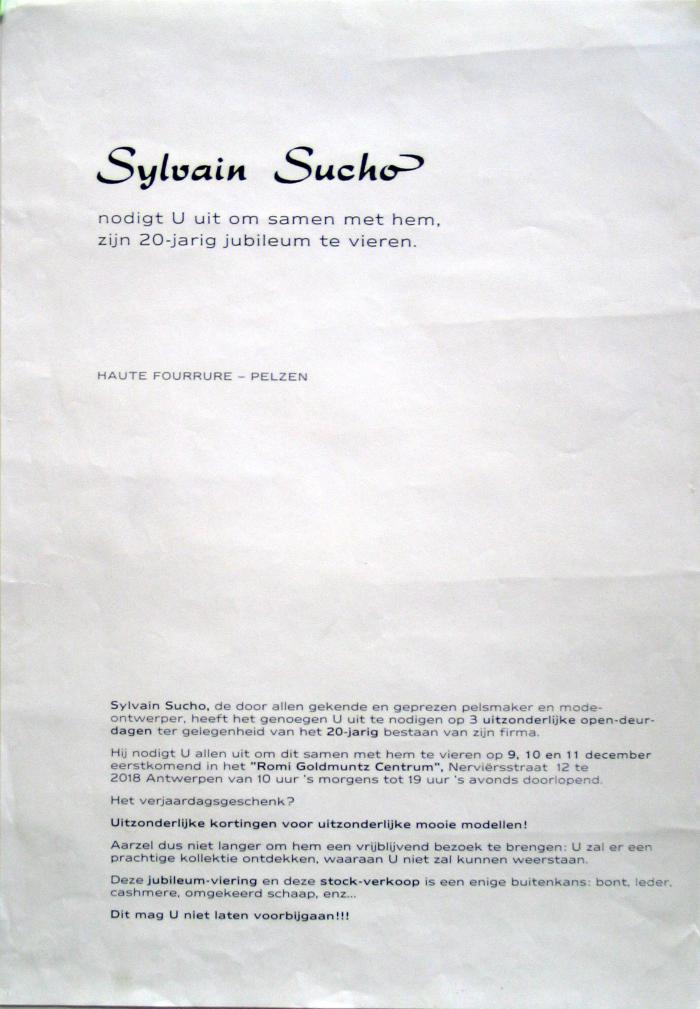 Sylvain Sucho
nodigt U uit om samen met hem,
zijn 20-jarig jubileum te vieren.
HAUTE FOURRURE – PELZEN
Sylvain Sucho, de door allen gekende en geprezen pelsmaker en mode-
ontwerper, heeft het genoegen U uit te nodigen op 3 uitzonderlijke open-deur-
dagen ter gelegenheid van het 20-jarig bestaan van zijn firma.
Hij nodigt U allen uit om dit samen met hem te vieren op 9, 10 en 11 december
eerstkomend in het "Romi Goldmuntz Centrum", Nerviërsstraat 12 te
2018 Antwerpen van 10 uur 's morgens tot 19 uur 's avonds doorlopend.
Het verjaardagsgeschenk?
Uitzonderlijke kortingen voor uitzonderlijke mooie modellen!
Aarzel dus niet langer om hem een vrijblijvend bezoek te brengen: U zal er een
prachtige kollektie ontdekken, waaraan U niet zal kunnen weerstaan.
Deze jubileum-viering en deze stock-verkoop is een enige buitenkans: bont, leder,
cashmere, omgekeerd schaap, enz...
Dit mag U niet laten voorbijgaan!!!